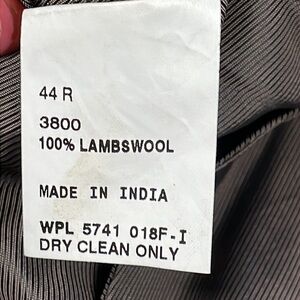 44 R
3800
100% LAMBSWOOL
MADE IN INDIA
WPL 5741 018F-I
DRY CLEAN ONLY